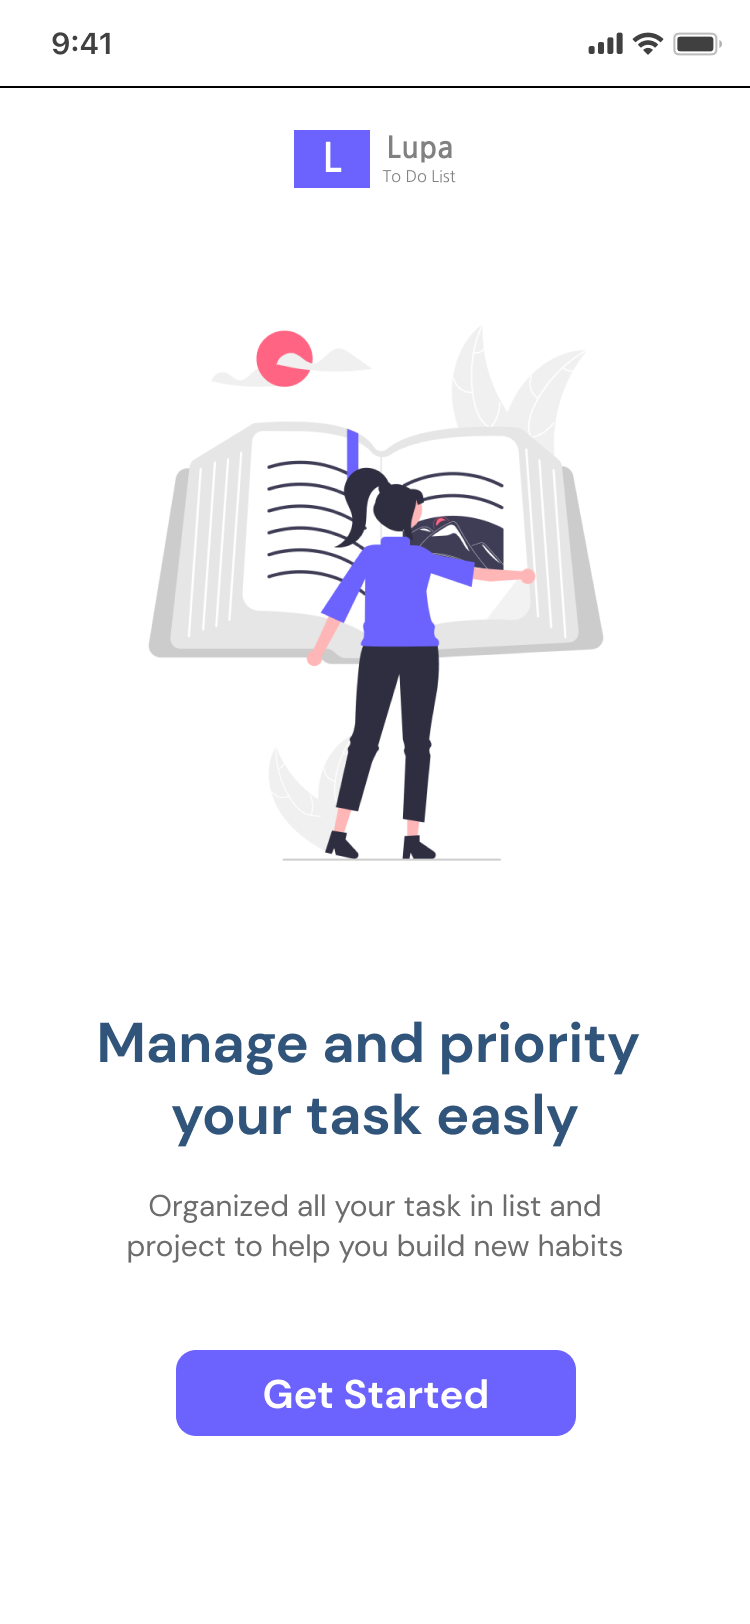 9:41
L
Lupa
To Do List
Manage and priority
your task easly
Organized all your task in list and
project to help you build new habits
Get Started